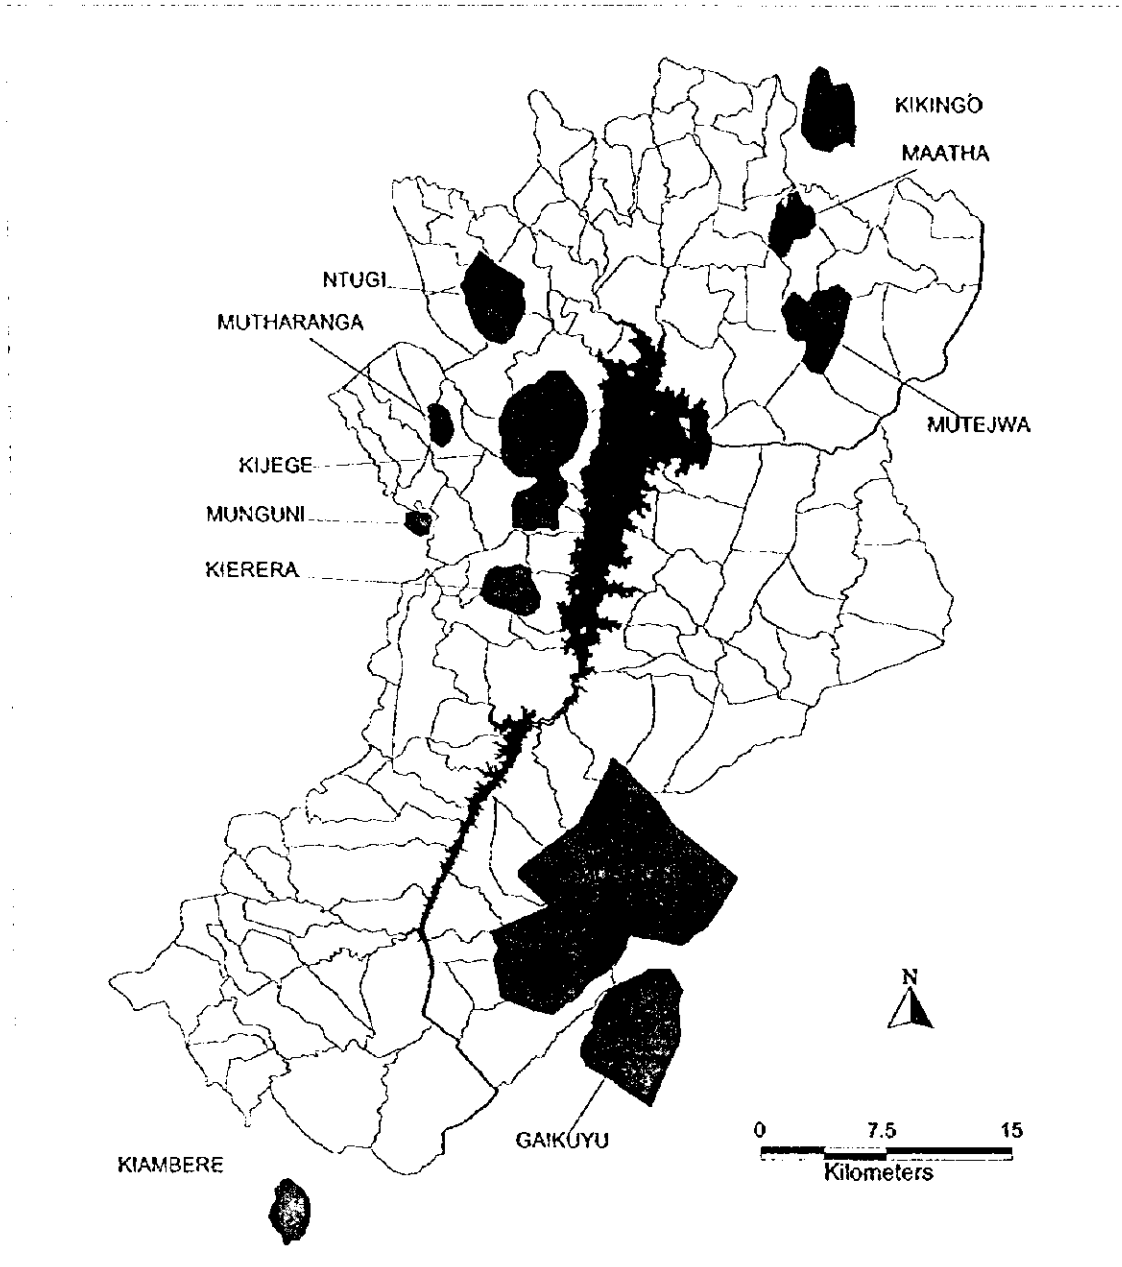 KIKINGO
MAATHA
NTUGI
MUTHARANGA
MUTEJWA
KIJEGE
MUNGUNI
KIERERA
N
GAIKUYU
0 7.5 15
Kilometers
KIAMBERE